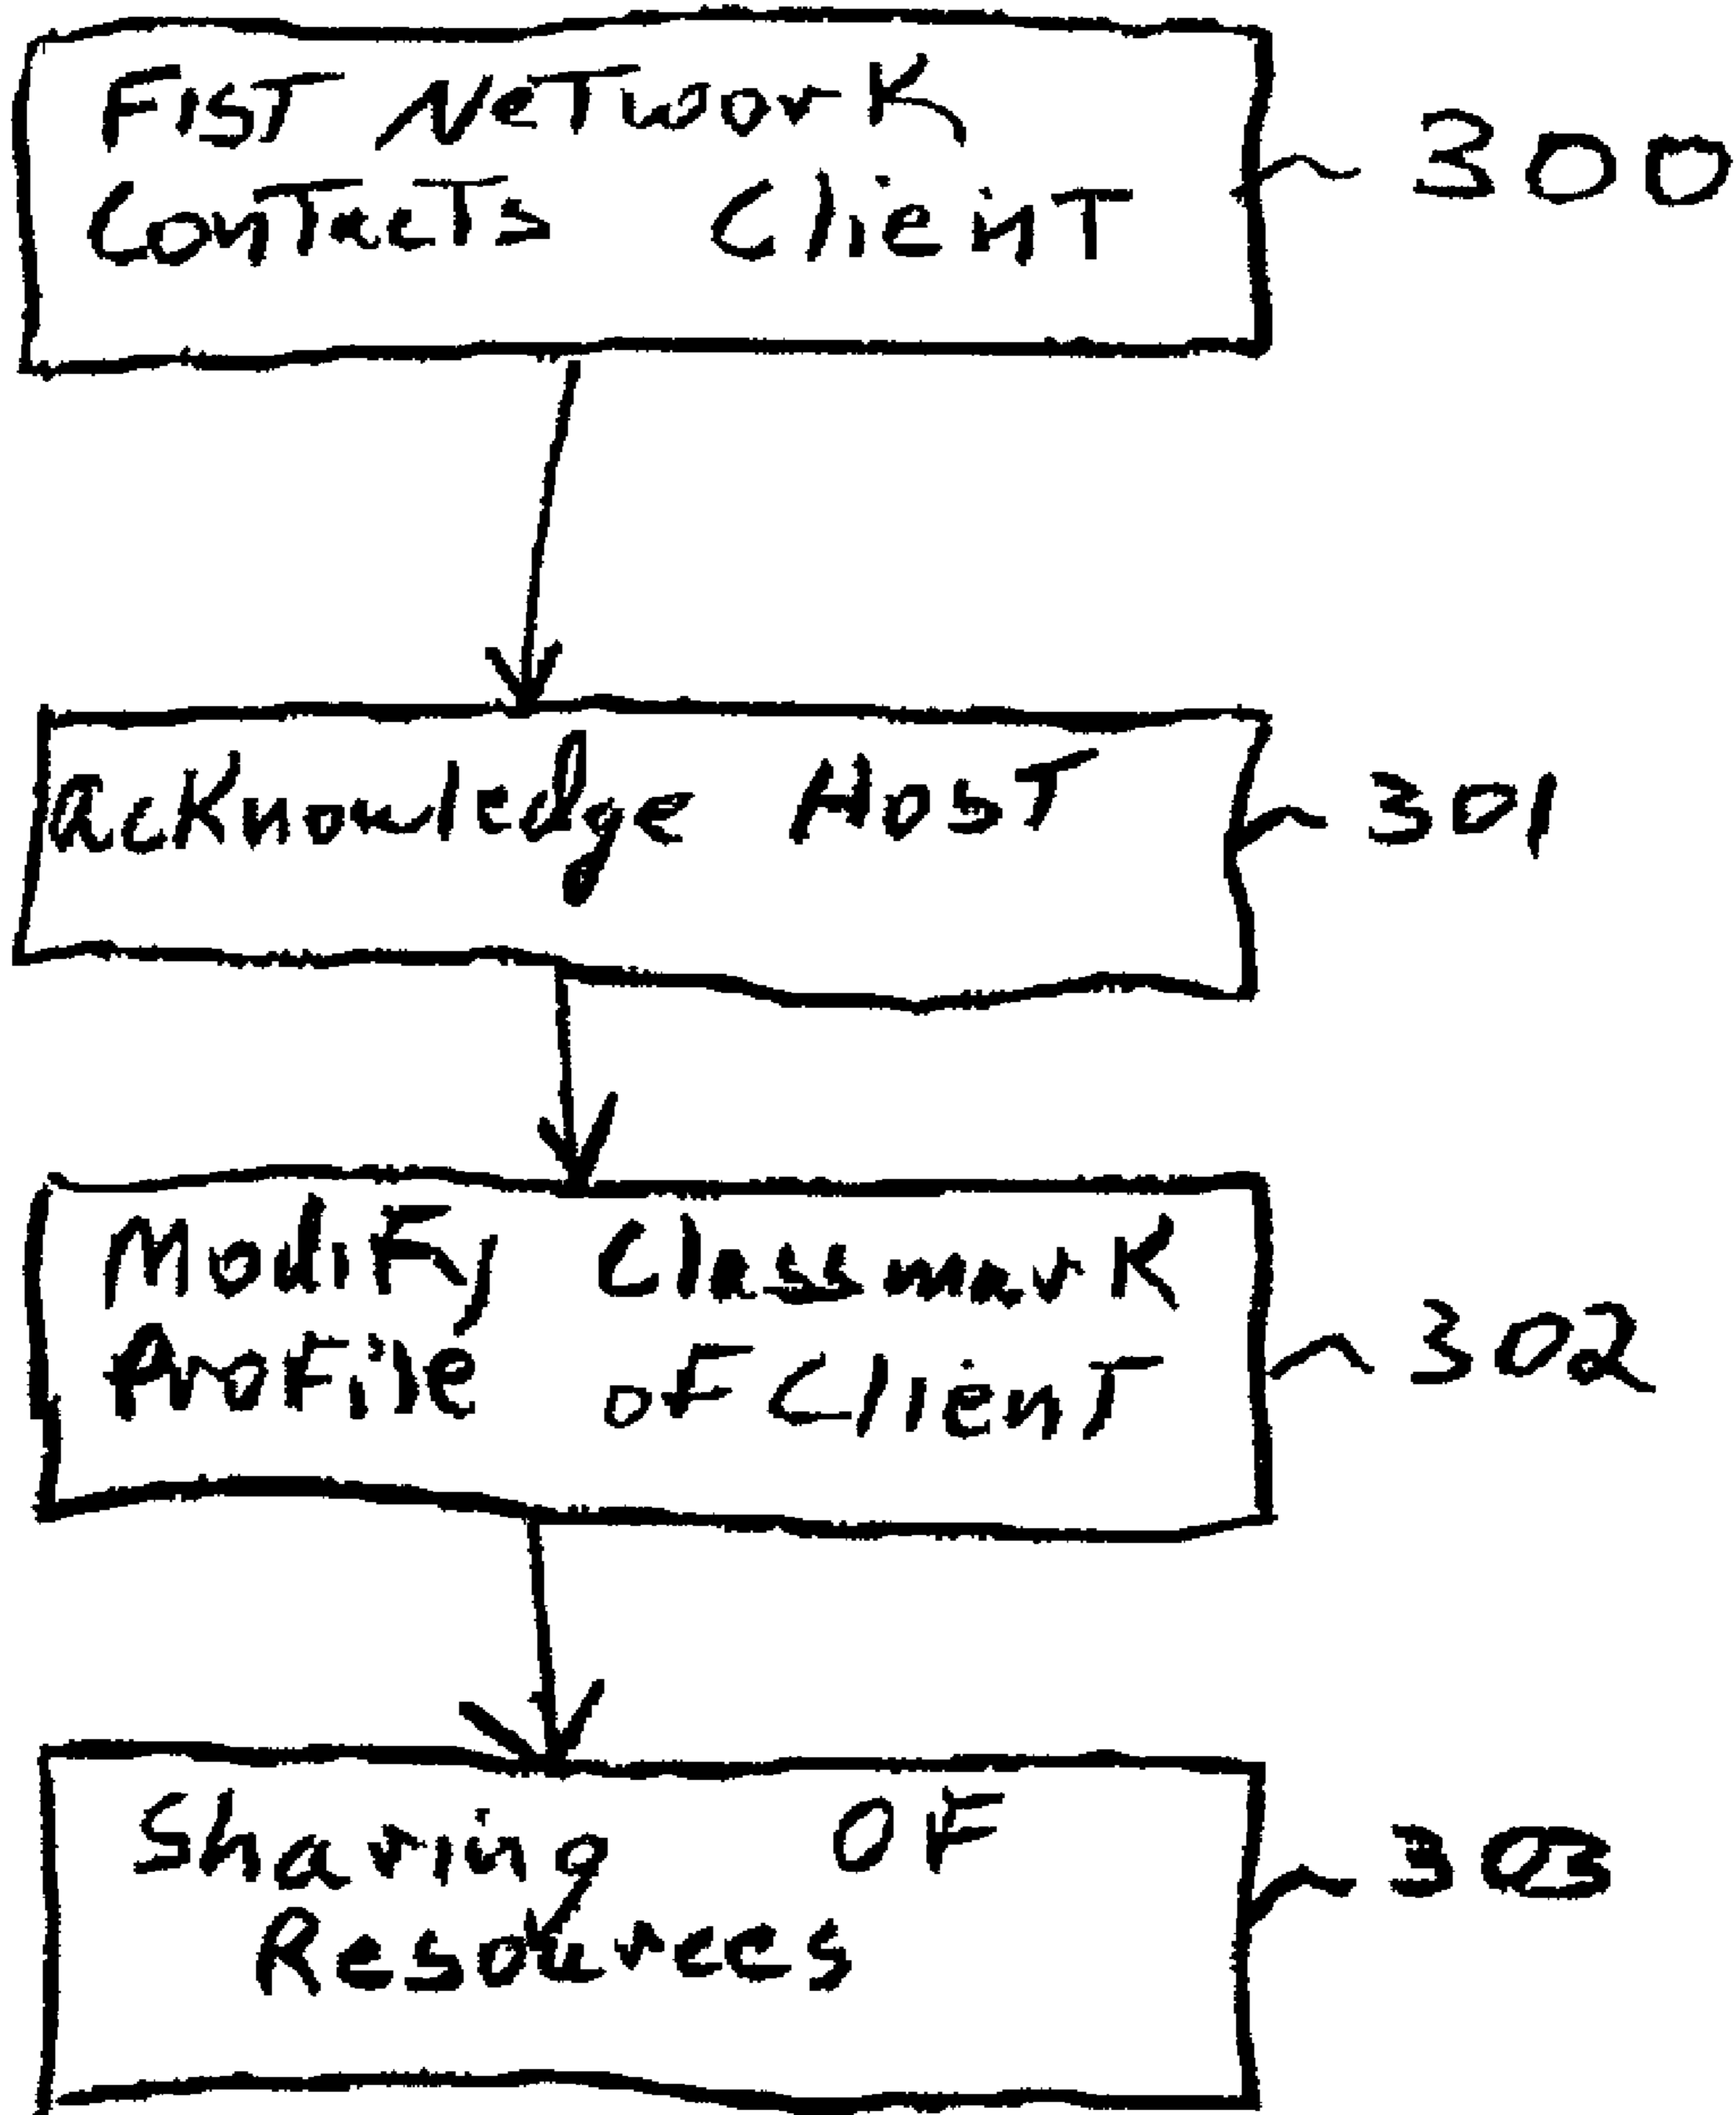 FisT NeTworK
ConTacTs ClienT
300
AcKnowledge HosT
301
ModiFy ClassmarK
ProFile oF ClienT
302
Sharing OF
Resources
303